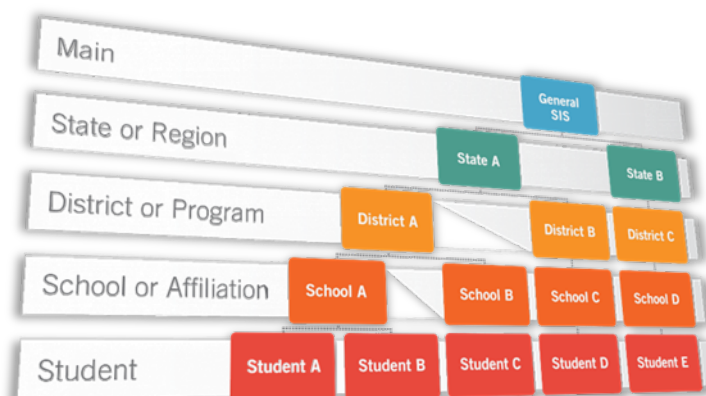 Main
General
SIS
State or Region
State A
State B
District or Program
District A
District B
District C
School or Affiliation
School A
School B
School C
School D
Student
Student A
Student B
Student C
Student D
Student E